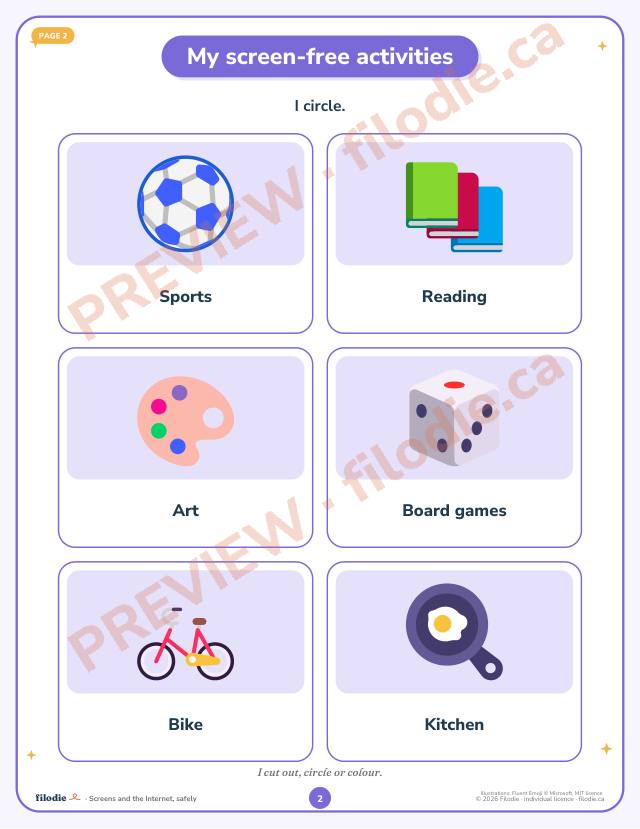 PAGE 2
My screen-free activities
I circle.
Sports
Reading
PREVIEW · filodie.ca
Art
Board games
Bike
Kitchen
PREVIEW · filodie.ca
I cut out, circle or colour.
filodie · Screens and the Internet, safely
2
Illustrations: Fluent Emoji © Microsoft, MIT licence
© 2026 Filodie · Individual licence · filodie.ca